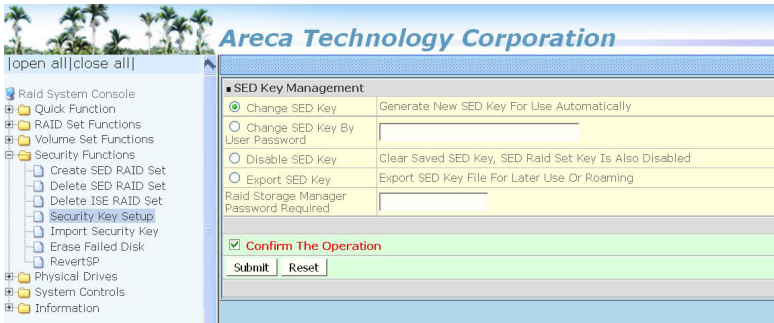 Areca Technology Corporation
|open all|close all|
Raid System Console
Quick Function
RAID Set Functions
Volume Set Functions
Security Functions
Create SED RAID Set
Delete SED RAID Set
Delete ISE RAID Set
Security Key Setup
Import Security Key
Erase Failed Disk
RevertSP
Physical Drives
System Controls
Information
SED Key Management
Change SED Key Generate New SED Key For Use Automatically
Change SED Key By
User Password
Disable SED Key Clear Saved SED Key, SED Raid Set Key Is Also Disabled
Export SED Key Export SED Key File For Later Use Or Roaming
Raid Storage Manager
Password Required
Confirm The Operation
Submit Reset